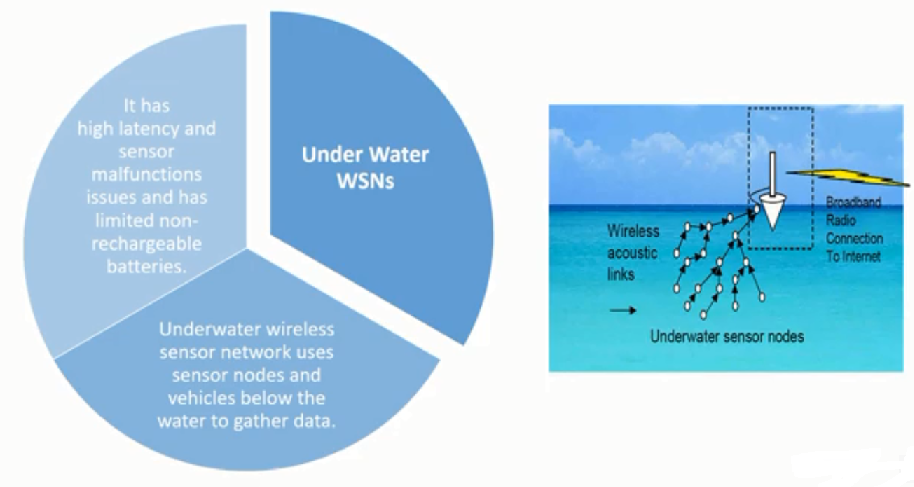 Under Water
WSNs
Underwater wireless
sensor network uses
sensor nodes and
vehicles below the
water to gather data.
It has
high latency and
sensor
malfunctions
issues and has
limited non-
rechargeable
batteries.
Wireless
acoustic
links
Broadband
Radio
Connection
To Internet
Underwater sensor nodes